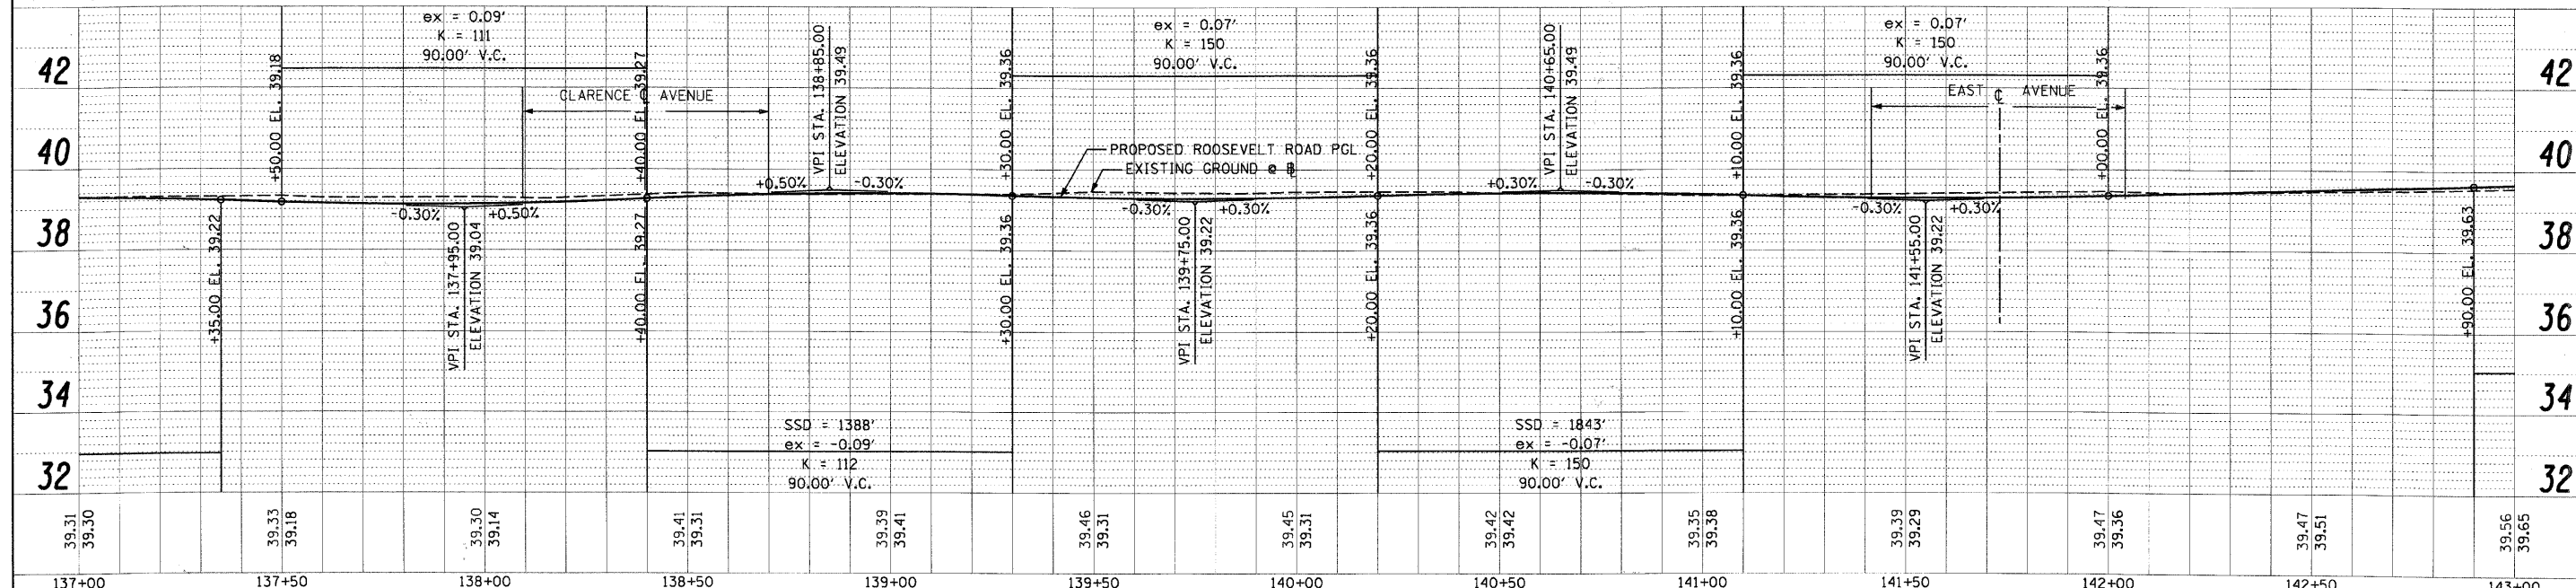 ex = 0.09'
K = 111
90.00' V.C.
ex = 0.07'
K = 150
90.00' V.C.
ex = 0.07'
K = 150
90.00' V.C.
42
42
+50.00 EL. 39.18
+40.00 EL. 39.27
VPI STA. 138+85.00
ELEVATION 39.49
+30.00 EL. 39.36
+20.00 EL. 39.36
VPI STA. 140+65.00
ELEVATION 39.49
+10.00 EL. 39.36
+00.00 EL. 39.36
CLARENCE ℄ AVENUE
EAST ℄ AVENUE
40
40
PROPOSED ROOSEVELT ROAD PGL
EXISTING GROUND @ B
+0.50% -0.30%
+0.30% -0.30%
-0.30% +0.50%
-0.30% +0.30%
-0.30% +0.30%
38
38
+35.00 EL. 39.22
VPI STA. 137+95.00
ELEVATION 39.04
+40.00 EL. 39.27
+30.00 EL. 39.36
VPI STA. 139+75.00
ELEVATION 39.22
+20.00 EL. 39.36
+10.00 EL. 39.36
VPI STA. 141+55.00
ELEVATION 39.22
+90.00 EL. 39.63
36
36
34
34
SSD = 1388'
ex = -0.09'
K = 112
90.00' V.C.
SSD = 1843'
ex = -0.07'
K = 150
90.00' V.C.
32
32
39.31
39.30
39.33
39.18
39.30
39.14
39.41
39.31
39.39
39.41
39.46
39.31
39.45
39.31
39.42
39.42
39.35
39.38
39.39
39.29
39.47
39.36
39.47
39.51
39.56
39.65
137+00 137+50 138+00 138+50 139+00 139+50 140+00 140+50 141+00 141+50 142+00 142+50 143+00